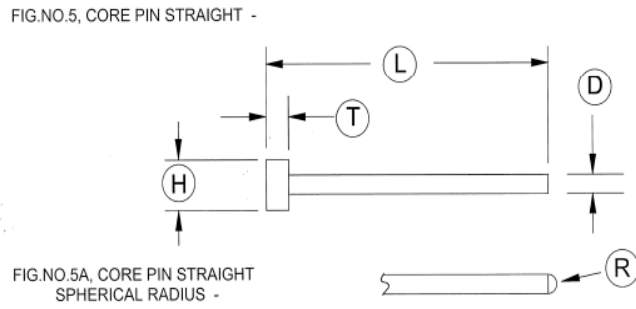 FIG.NO.5, CORE PIN STRAIGHT -
L
D
T
H
FIG.NO.5A, CORE PIN STRAIGHT
SPHERICAL RADIUS -
R